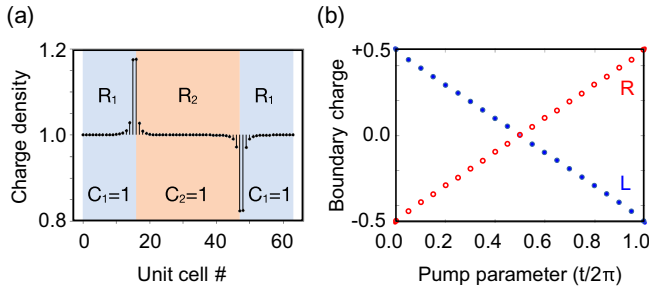 (a)
1.2
1.0
0.8
Charge density
R₁
R₂
R₁
C₁=1
C₂=1
C₁=1
0
20
40
60
Unit cell #
(b)
+0.5
0.0
-0.5
Boundary charge
R
L
0.0
0.2
0.4
0.6
0.8
1.0
Pump parameter (t/2π)